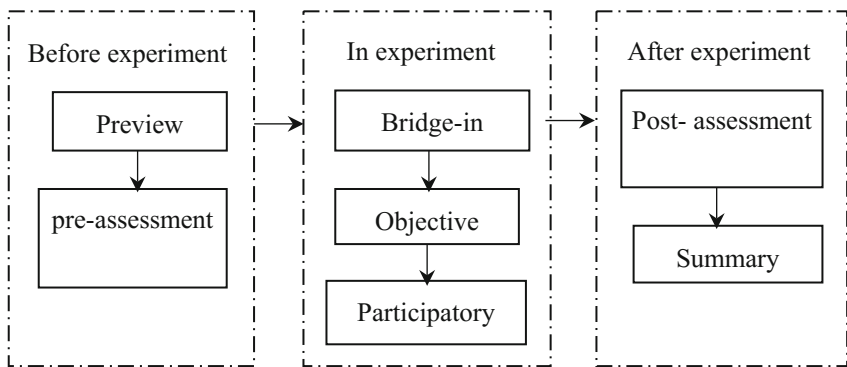 Before experiment
Preview
pre-assessment
In experiment
Bridge-in
Objective
Participatory
After experiment
Post- assessment
Summary